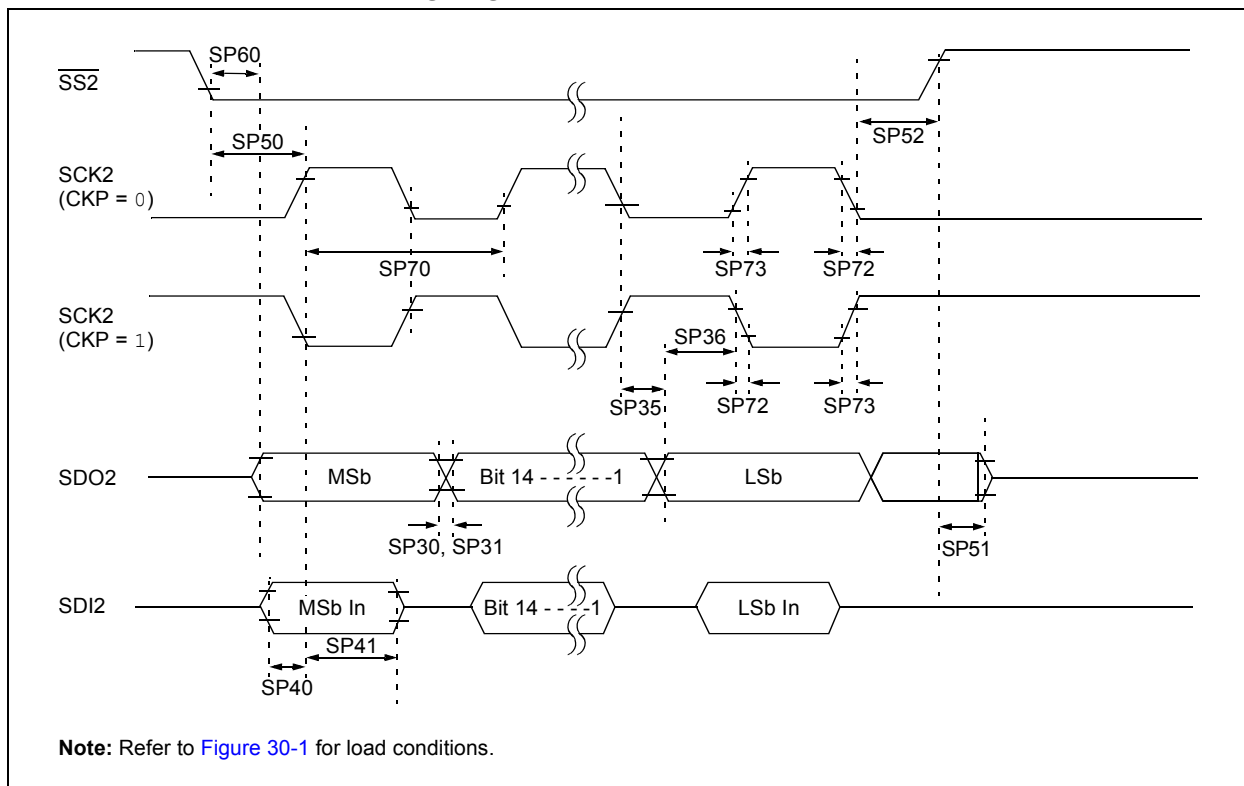 SP60
SS2
SP50
SP52
SCK2
(CKP = 0)
SP70
SP73
SP72
SCK2
(CKP = 1)
SP36
SP35
SP72
SP73
SDO2
MSb
Bit 14 - - - - - -1
LSb
SP30, SP31
SP51
SDI2
MSb In
Bit 14 - - - -1
LSb In
SP41
SP40
Note: Refer to Figure 30-1 for load conditions.